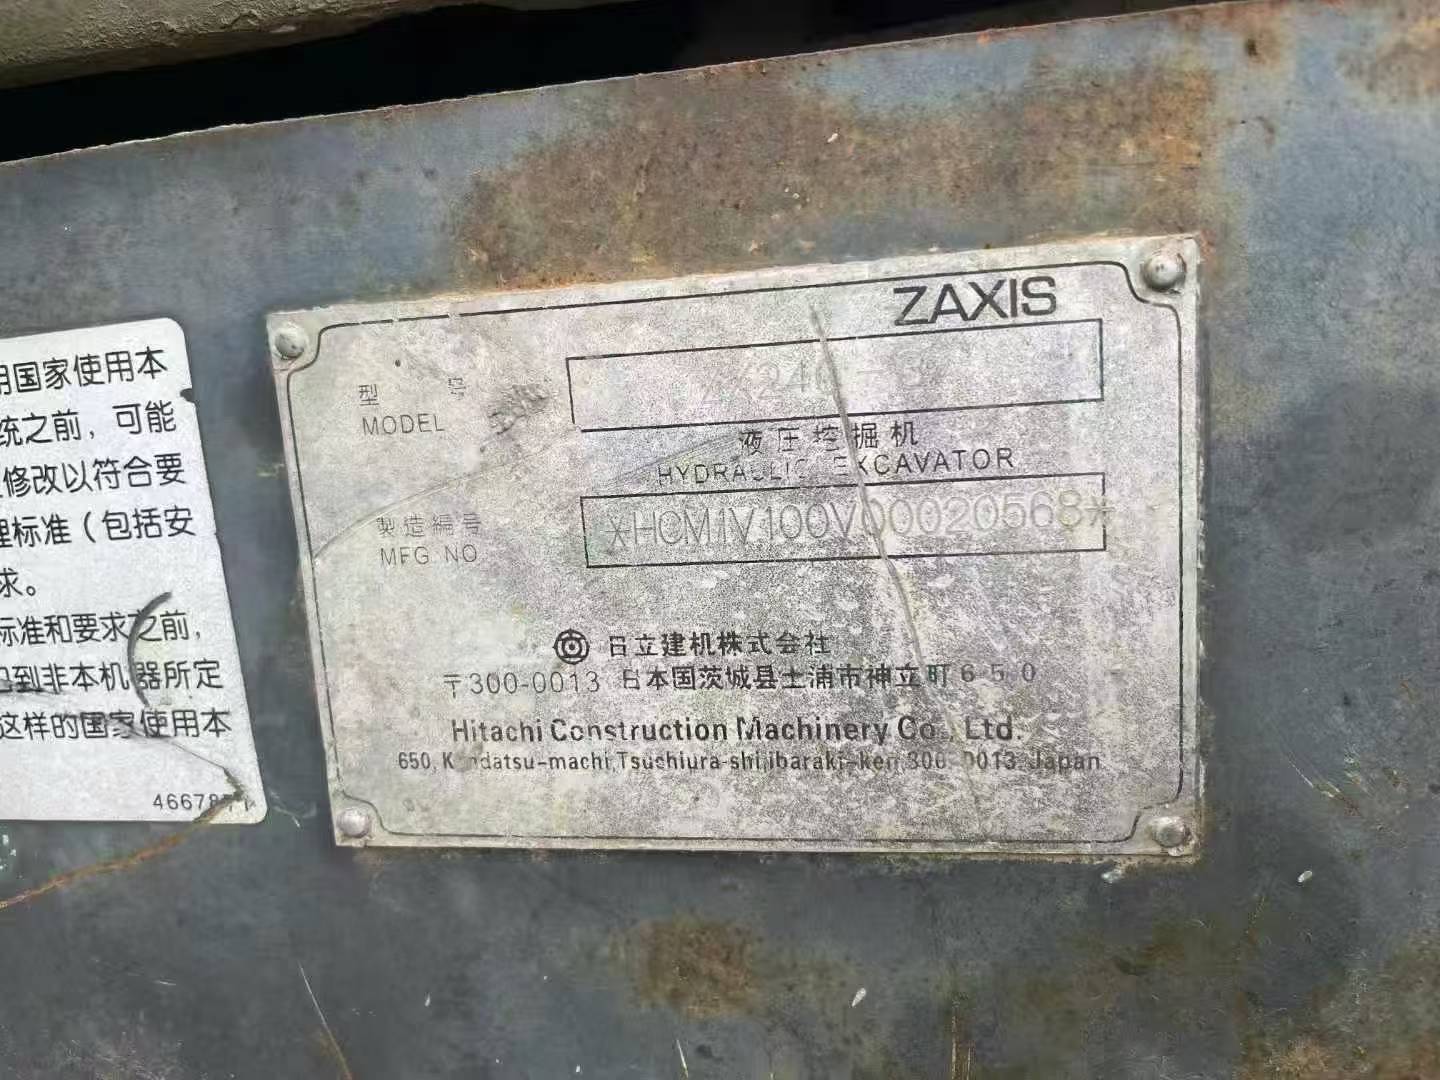 用国家使用本
统之前，可能
修改以符合要
理标准（包括安
求。
标准和要求之前，
到非本机器所定
这样的国家使用本
ZAXIS
型 号
MODEL
液压挖掘机
HYDRAULIC EXCAVATOR
製造編号
MFG.NO
*HCM1V100V00020568*
日立建机株式会社
〒300-0013 日本国茨城县土浦市神立町650
Hitachi Construction Machinery Co., Ltd.
650, Kandatsu-machi, Tsuchiura-shi, Ibaraki-ken 300-0013 Japan